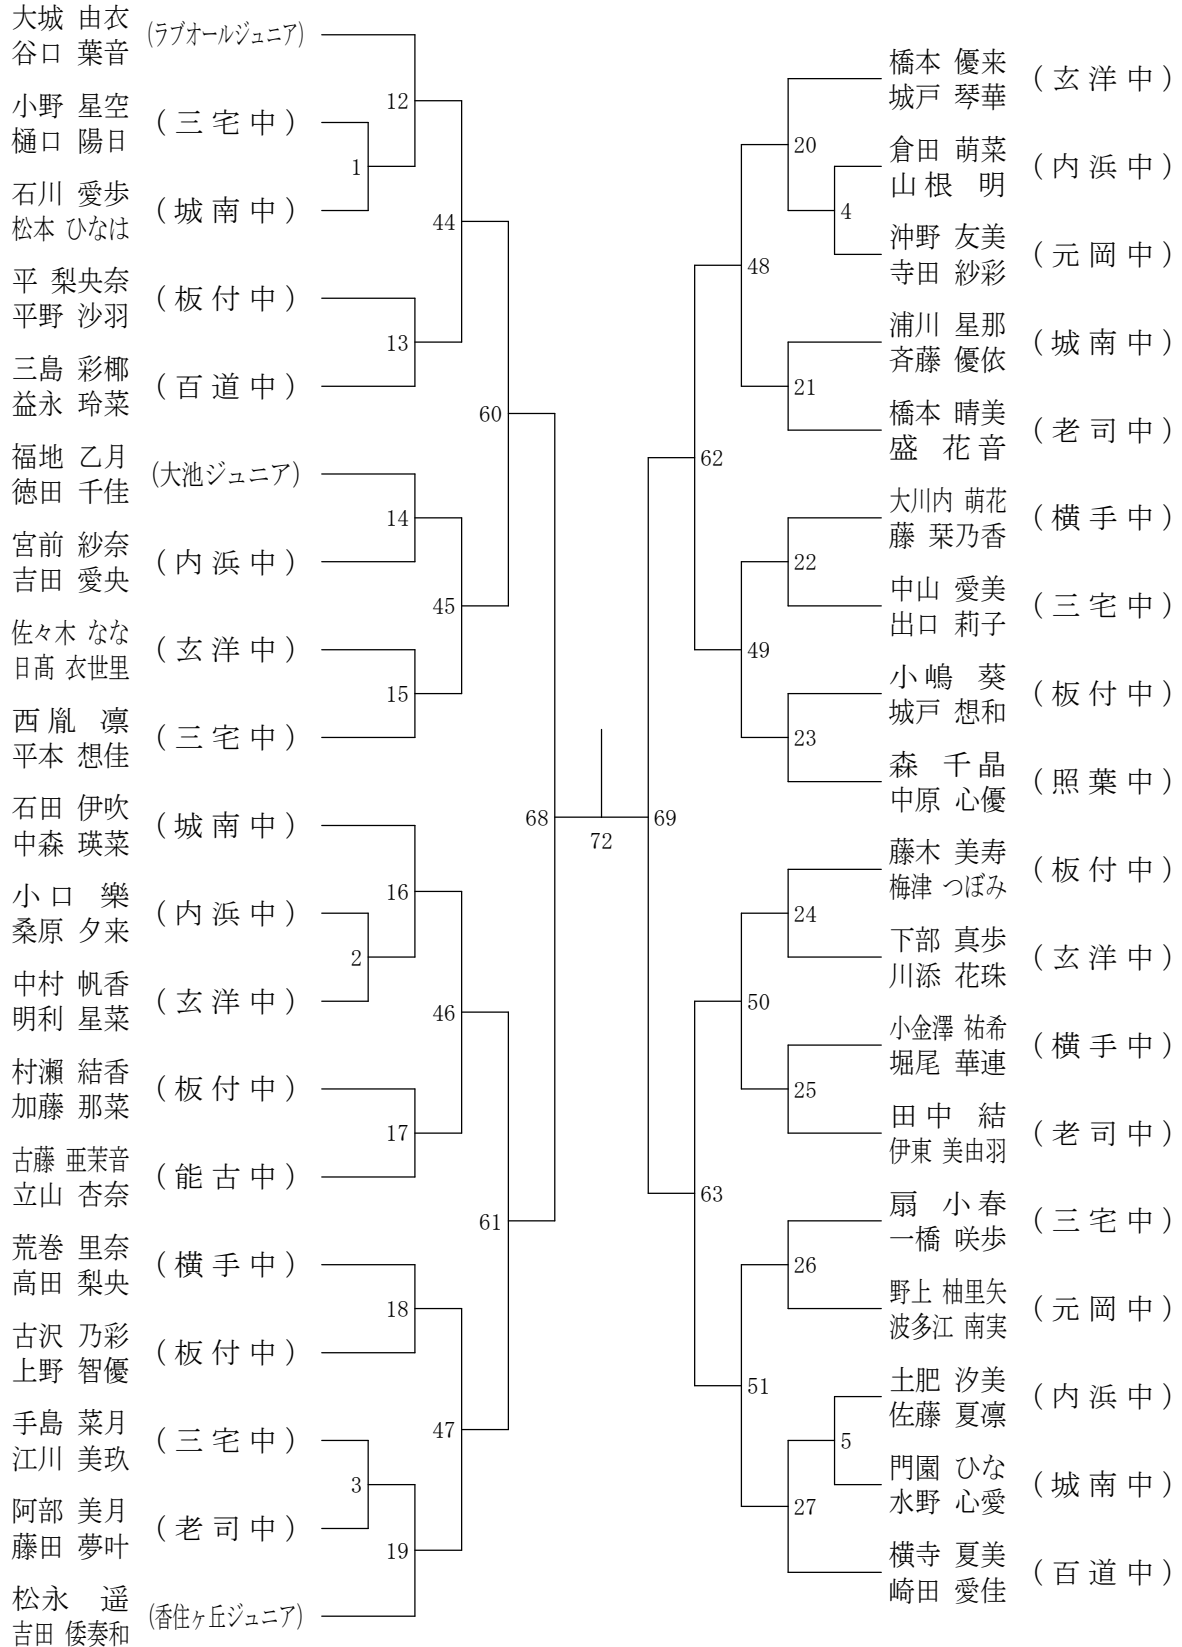 大城 由衣
谷口 葉音
(ラブオールジュニア)
小野 星空
樋口 陽日
(三宅中)
石川 愛歩
松本 ひなは
(城南中)
平 梨央奈
平野 沙羽
(板付中)
三島 彩椰
益永 玲菜
(百道中)
福地 乙月
徳田 千佳
(大池ジュニア)
宮前 紗奈
吉田 愛央
(内浜中)
佐々木 なな
日髙 衣世里
(玄洋中)
西胤 凛
平本 想佳
(三宅中)
石田 伊吹
中森 瑛菜
(城南中)
小口 樂
桑原 夕来
(内浜中)
中村 帆香
明利 星菜
(玄洋中)
村瀨 結香
加藤 那菜
(板付中)
古藤 亜茉音
立山 杏奈
(能古中)
荒巻 里奈
高田 梨央
(横手中)
古沢 乃彩
上野 智優
(板付中)
手島 菜月
江川 美玖
(三宅中)
阿部 美月
藤田 夢叶
(老司中)
松永 遥
吉田 倭奏和
(香住ヶ丘ジュニア)
12
1
44
13
60
14
45
15
68
16
2
46
17
61
18
47
3
19
72
69
20
4
48
21
62
22
49
23
24
50
25
63
26
51
5
27
橋本 優来
城戸 琴華
(玄洋中)
倉田 萌菜
山根 明
(内浜中)
沖野 友美
寺田 紗彩
(元岡中)
浦川 星那
斉藤 優依
(城南中)
橋本 晴美
盛 花音
(老司中)
大川内 萌花
藤 栞乃香
(横手中)
中山 愛美
出口 莉子
(三宅中)
小嶋 葵
城戸 想和
(板付中)
森 千晶
中原 心優
(照葉中)
藤木 美寿
梅津 つぼみ
(板付中)
下部 真歩
川添 花珠
(玄洋中)
小金澤 祐希
堀尾 華連
(横手中)
田中 結
伊東 美由羽
(老司中)
扇 小春
一橋 咲歩
(三宅中)
野上 柚里矢
波多江 南実
(元岡中)
土肥 汐美
佐藤 夏凛
(内浜中)
門園 ひな
水野 心愛
(城南中)
横寺 夏美
崎田 愛佳
(百道中)